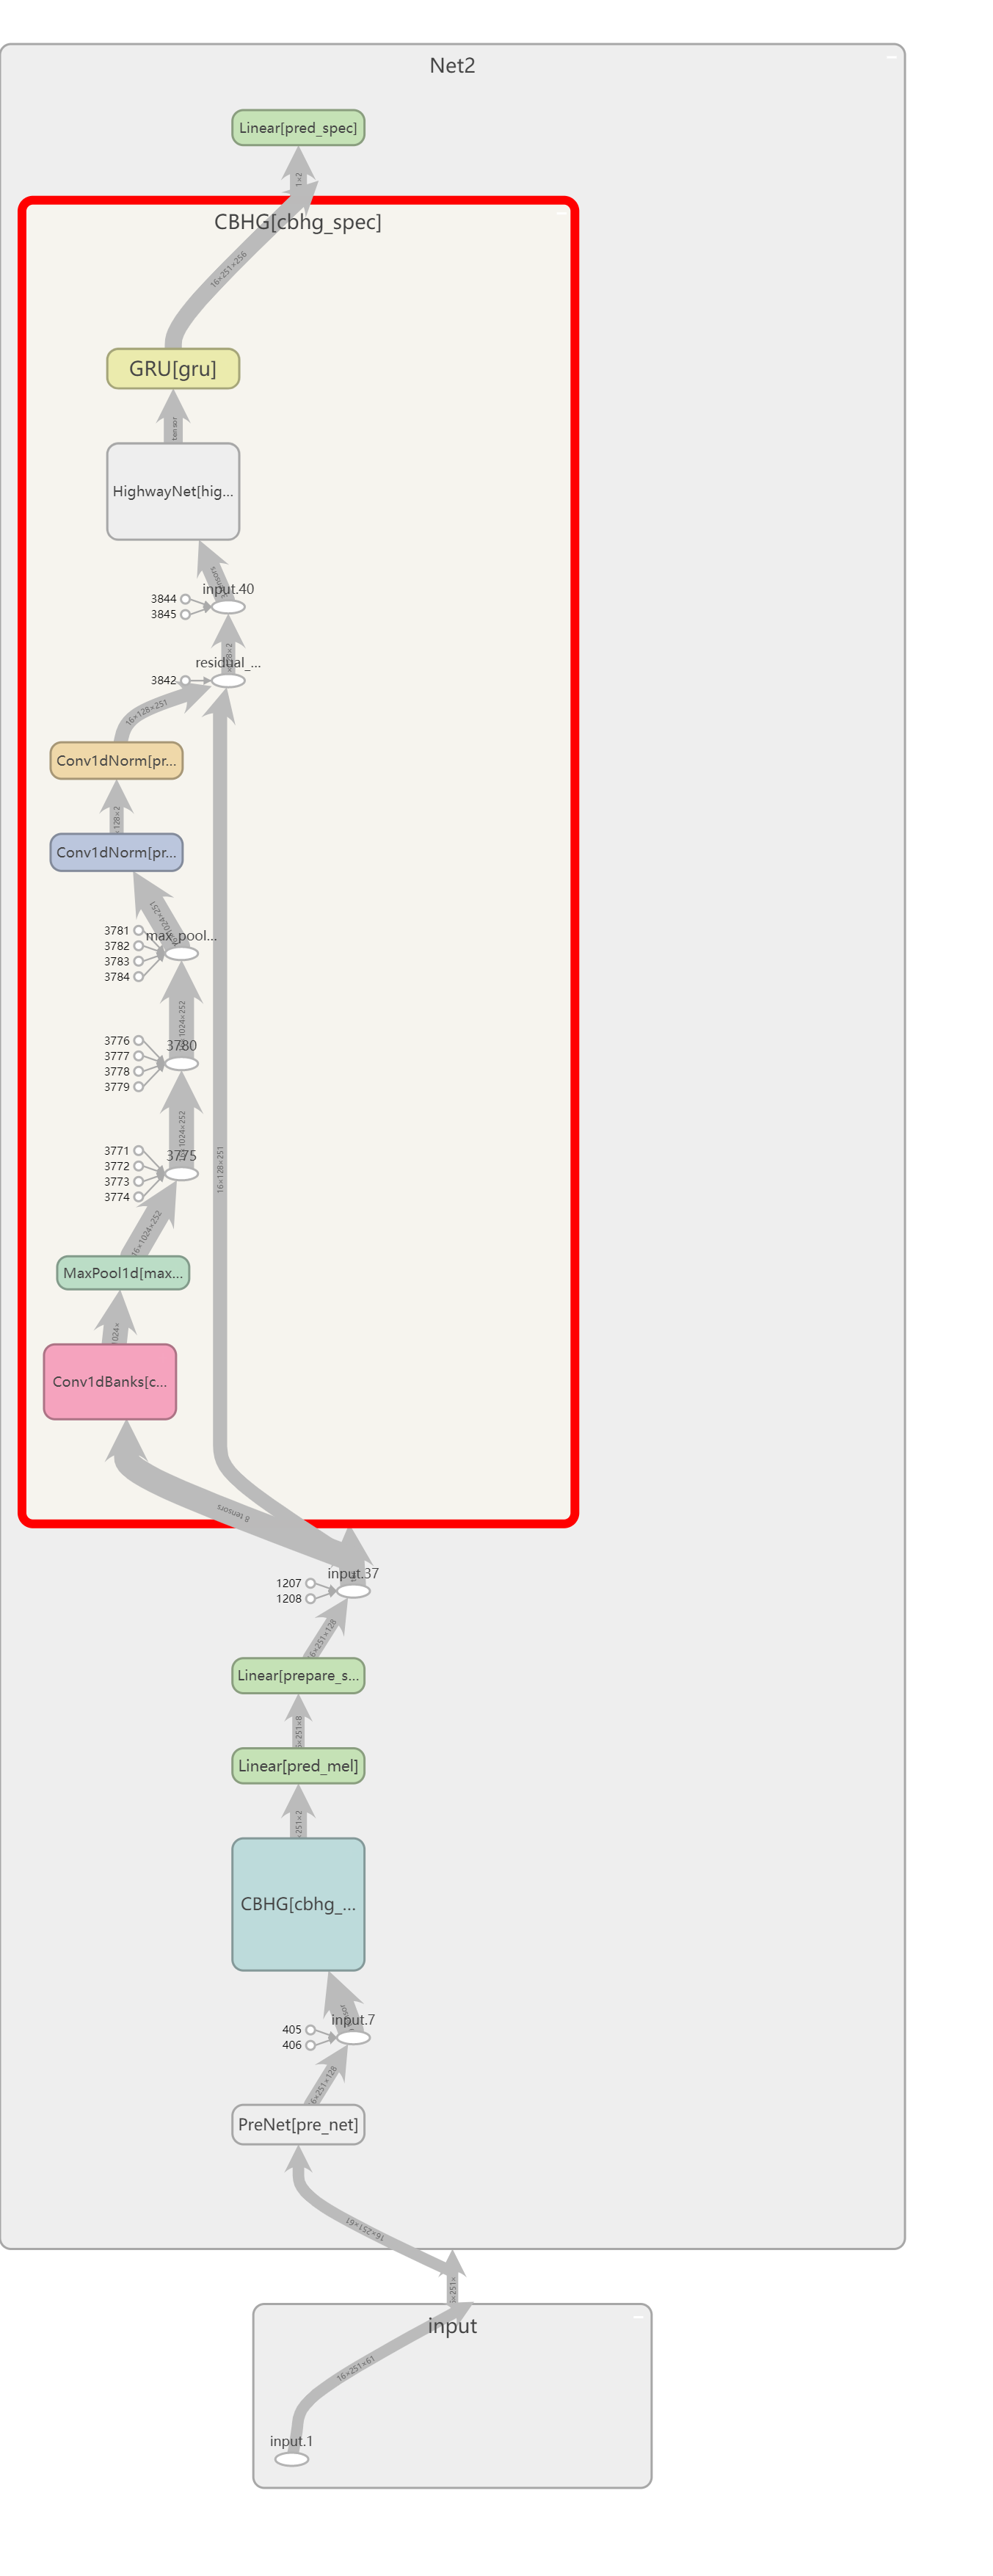 Net2
Linear[pred_spec]
1×2
CBHG[cbhg_spec]
16×251×256
GRU[gru]
tensor
HighwayNet[hig...
input.40
3844
3845
residual_...
3842
16×128×251
Conv1dNorm[pr...
×128×2
Conv1dNorm[pr...
max_pool...
3781
3782
3783
3784
3780
3776
3777
3778
3779
3775
3771
3772
3773
3774
16×128×251
16×1024×252
MaxPool1d[max...
Conv1dBanks[c...
8 tensors
input.37
1207
1208
Linear[prepare_s...
Linear[pred_mel]
×251×2
CBHG[cbhg_...
input.7
405
406
PreNet[pre_net]
16×251×61
input
16×251×61
input.1